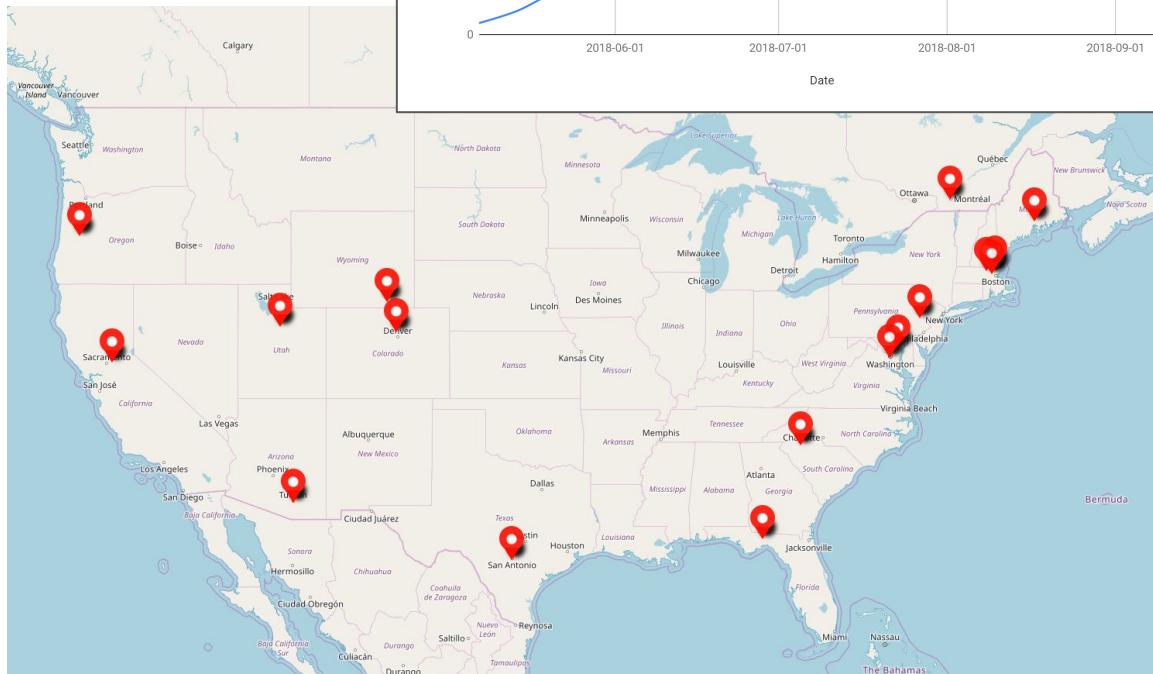 0
2018-06-01
2018-07-01
2018-08-01
2018-09-01
Date
Calgary
Vancouver
Island
Vancouver
Seattle
Washington
Montana
North Dakota
Minnesota
Lake Superior
Québec
New Brunswick
Ottawa
Montréal
Nova Scotia
Oregon
Boise
Idaho
Wyoming
South Dakota
Minneapolis
Wisconsin
Michigan
Lake Huron
Toronto
Hamilton
New York
Milwaukee
Chicago
Detroit
Boston
Nebraska
Iowa
Des Moines
Lincoln
Pennsylvania
New York
Nevada
Utah
Denver
Colorado
Illinois
Indiana
Ohio
Sacramento
San José
California
Kansas
Kansas City
Missouri
Louisville
Kentucky
West Virginia
Washington
Virginia
Las Vegas
Virginia Beach
Albuquerque
New Mexico
Oklahoma
Arkansas
Memphis
Tennessee
North Carolina
Los Angeles
Arizona
Phoenix
San Diego
Baja California
Dallas
Mississippi
Alabama
Atlanta
Georgia
South Carolina
Bermuda
Ciudad Juárez
Texas
Houston
Louisiana
San Antonio
Jacksonville
Sonora
Hermosillo
Chihuahua
Coahuila
de Zaragoza
Florida
Ciudad Obregón
Nuevo
León
Reynosa
Saltillo
Miami
Nassau
Baja California
Sur
Culiacán
Durango
Durango
Tamaulipas
The Bahamas